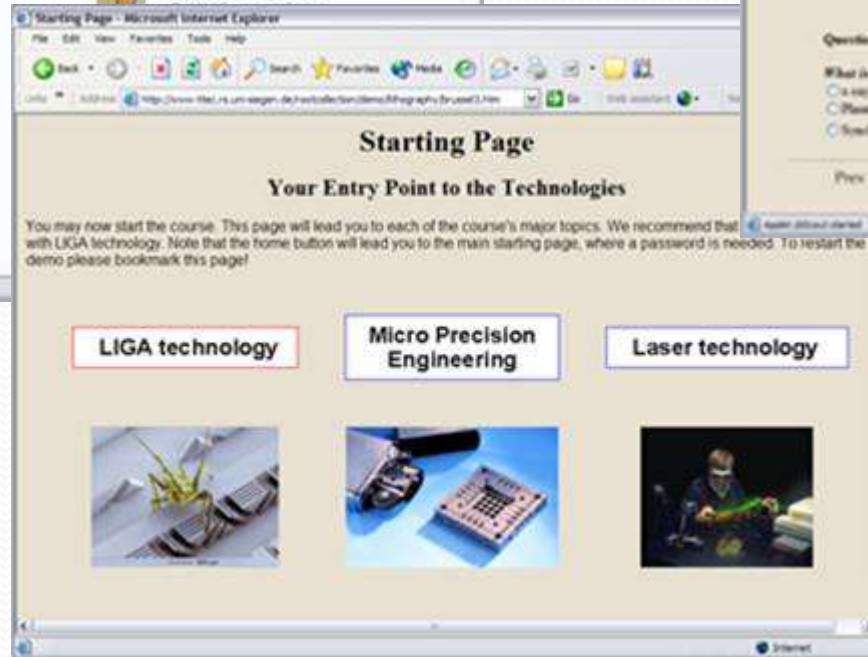 Starting Page - Microsoft Internet Explorer
File Edit View Favorites Tools Help
Back Search Favorites Media
Address Go
Starting Page
Your Entry Point to the Technologies
You may now start the course. This page will lead you to each of the course's major topics. We recommend that
with LIGA technology. Note that the home button will lead you to the main starting page, where a password is needed. To restart the
demo please bookmark this page!
LIGA technology
Micro Precision
Engineering
Laser technology
Internet
What is
Prev